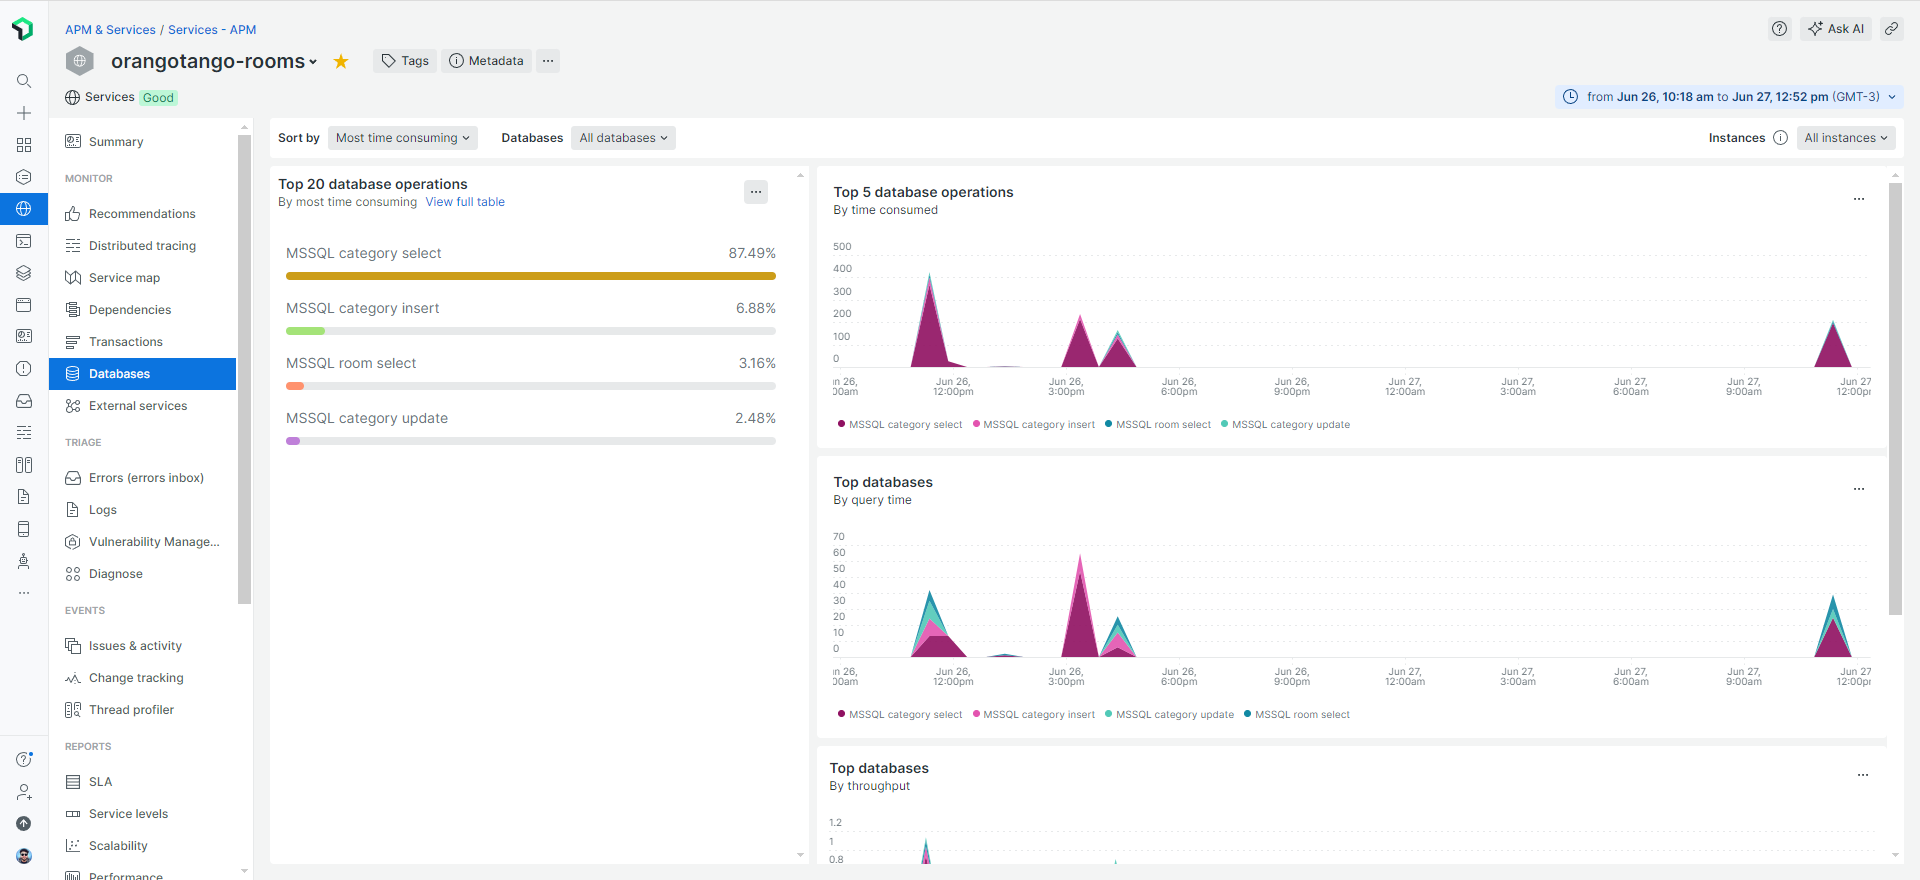 APM & Services / Services - APM
Ask AI
orangotango-rooms
Tags
Metadata
Services Good
from Jun 26, 10:18 am to Jun 27, 12:52 pm (GMT-3)
Summary
MONITOR
Recommendations
Distributed tracing
Service map
Dependencies
Transactions
Databases
External services
TRIAGE
Errors (errors inbox)
Logs
Vulnerability Manage...
Diagnose
EVENTS
Issues & activity
Change tracking
Thread profiler
REPORTS
SLA
Service levels
Scalability
Performance
Sort by Most time consuming Databases All databases
Instances All instances
Top 20 database operations
By most time consuming View full table
MSSQL category select 87.49%
MSSQL category insert 6.88%
MSSQL room select 3.16%
MSSQL category update 2.48%
Top 5 database operations
By time consumed
500
400
300
200
100
0
n 26, Jun 26, Jun 26, Jun 26, Jun 26, Jun 27, Jun 27, Jun 27, Jun 27, Jun 27
00am 12:00pm 3:00pm 6:00pm 9:00pm 12:00am 3:00am 6:00am 9:00am 12:00p
MSSQL category select MSSQL category insert MSSQL room select MSSQL category update
Top databases
By query time
70
60
50
40
30
20
10
0
n 26, Jun 26, Jun 26, Jun 26, Jun 26, Jun 27, Jun 27, Jun 27, Jun 27, Jun 27
00am 12:00pm 3:00pm 6:00pm 9:00pm 12:00am 3:00am 6:00am 9:00am 12:00p
MSSQL category select MSSQL category insert MSSQL category update MSSQL room select
Top databases
By throughput
1.2
1
0.8